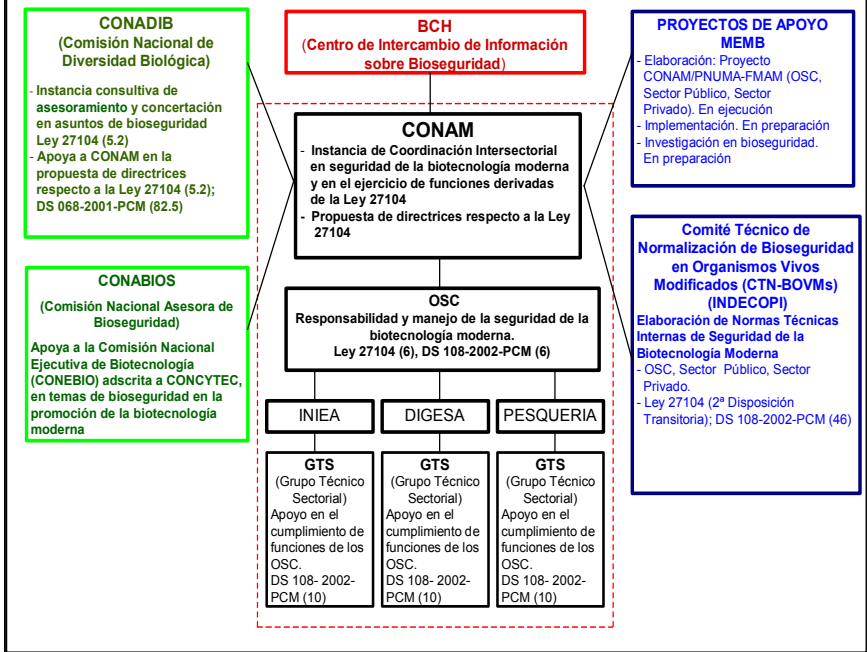 CONADIB
(Comisión Nacional de
Diversidad Biológica)
- Instancia consultiva de
asesoramiento y concertación
en asuntos de bioseguridad
Ley 27104 (5.2)
- Apoya a CONAM en la
propuesta de directrices
respecto a la Ley 27104 (5.2);
DS 068-2001-PCM (82.5)
BCH
(Centro de Intercambio de Información
sobre Bioseguridad)
PROYECTOS DE APOYO
MEMB
- Elaboración: Proyecto
CONAM/PNUMA-FMAM (OSC,
Sector Público, Sector
Privado). En ejecución
- Implementación. En preparación
- Investigación en bioseguridad.
En preparación
CONAM
- Instancia de Coordinación Intersectorial
en seguridad de la biotecnología moderna
y en el ejercicio de funciones derivadas
de la Ley 27104
- Propuesta de directrices respecto a la Ley
27104
CONABIOS
(Comisión Nacional Asesora de
Bioseguridad)
Apoya a la Comisión Nacional
Ejecutiva de Biotecnología
(CONEBIO) adscrita a CONCYTEC,
en temas de bioseguridad en la
promoción de la biotecnología
moderna
OSC
Responsabilidad y manejo de la seguridad de la
biotecnología moderna.
Ley 27104 (6), DS 108-2002-PCM (6)
Comité Técnico de
Normalización de Bioseguridad
en Organismos Vivos
Modificados (CTN-BOVMs)
(INDECOPI)
Elaboración de Normas Técnicas
Internas de Seguridad de la
Biotecnología Moderna
- OSC, Sector Público, Sector
Privado.
- Ley 27104 (2ª Disposición
Transitoria); DS 108-2002-PCM (46)
INIEA
DIGESA
PESQUERIA
GTS
(Grupo Técnico
Sectorial)
Apoyo en el
cumplimiento de
funciones de los
OSC.
DS 108- 2002-
PCM (10)
GTS
(Grupo Técnico
Sectorial)
Apoyo en el
cumplimiento de
funciones de los
OSC.
DS 108- 2002-
PCM (10)
GTS
(Grupo Técnico
Sectorial)
Apoyo en el
cumplimiento de
funciones de los
OSC.
DS 108- 2002-
PCM (10)